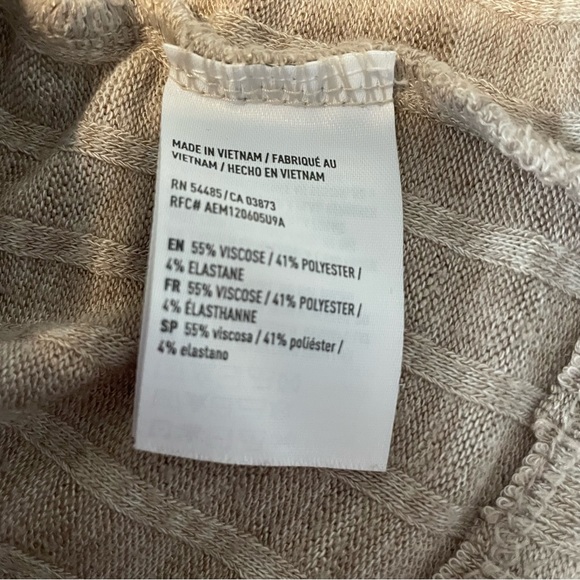 MADE IN VIETNAM / FABRIQUÉ AU
VIETNAM / HECHO EN VIETNAM
RN 54485 / CA 03873
RFC# AEM120605U9A
EN 55% VISCOSE / 41% POLYESTER /
4% ELASTANE
FR 55% VISCOSE / 41% POLYESTER /
4% ÉLASTHANNE
SP 55% viscosa / 41% poliéster /
4% elastano